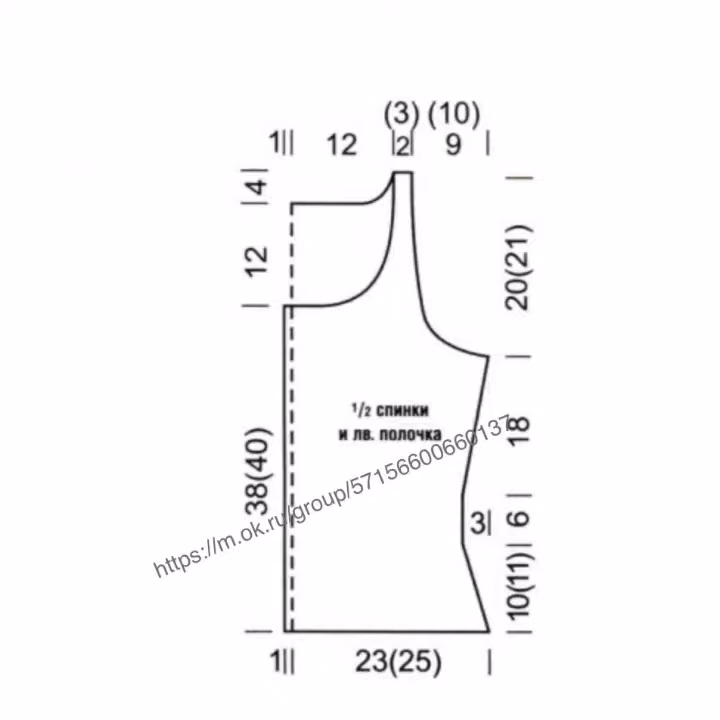 (3) (10)
1 12 2 9
4
12
20(21)
1/2 спинки
и лв. полочка
18
38(40)
3 6
10(11)
https://m.ok.ru/group/57156600660137
1 23(25)